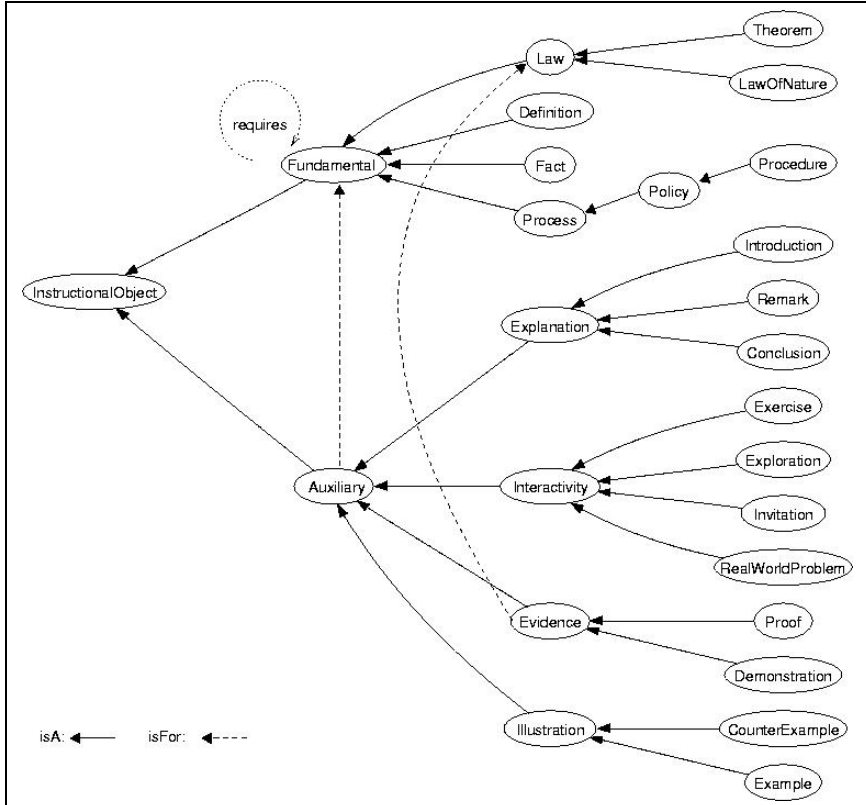 Theorem
Law
LawOfNature
Definition
requires
Fundamental
Fact
Procedure
Policy
Process
Introduction
InstructionalObject
Remark
Explanation
Conclusion
Exercise
Exploration
Auxiliary
Interactivity
Invitation
RealWorldProblem
Evidence
Proof
Demonstration
isA:
isFor:
Illustration
CounterExample
Example